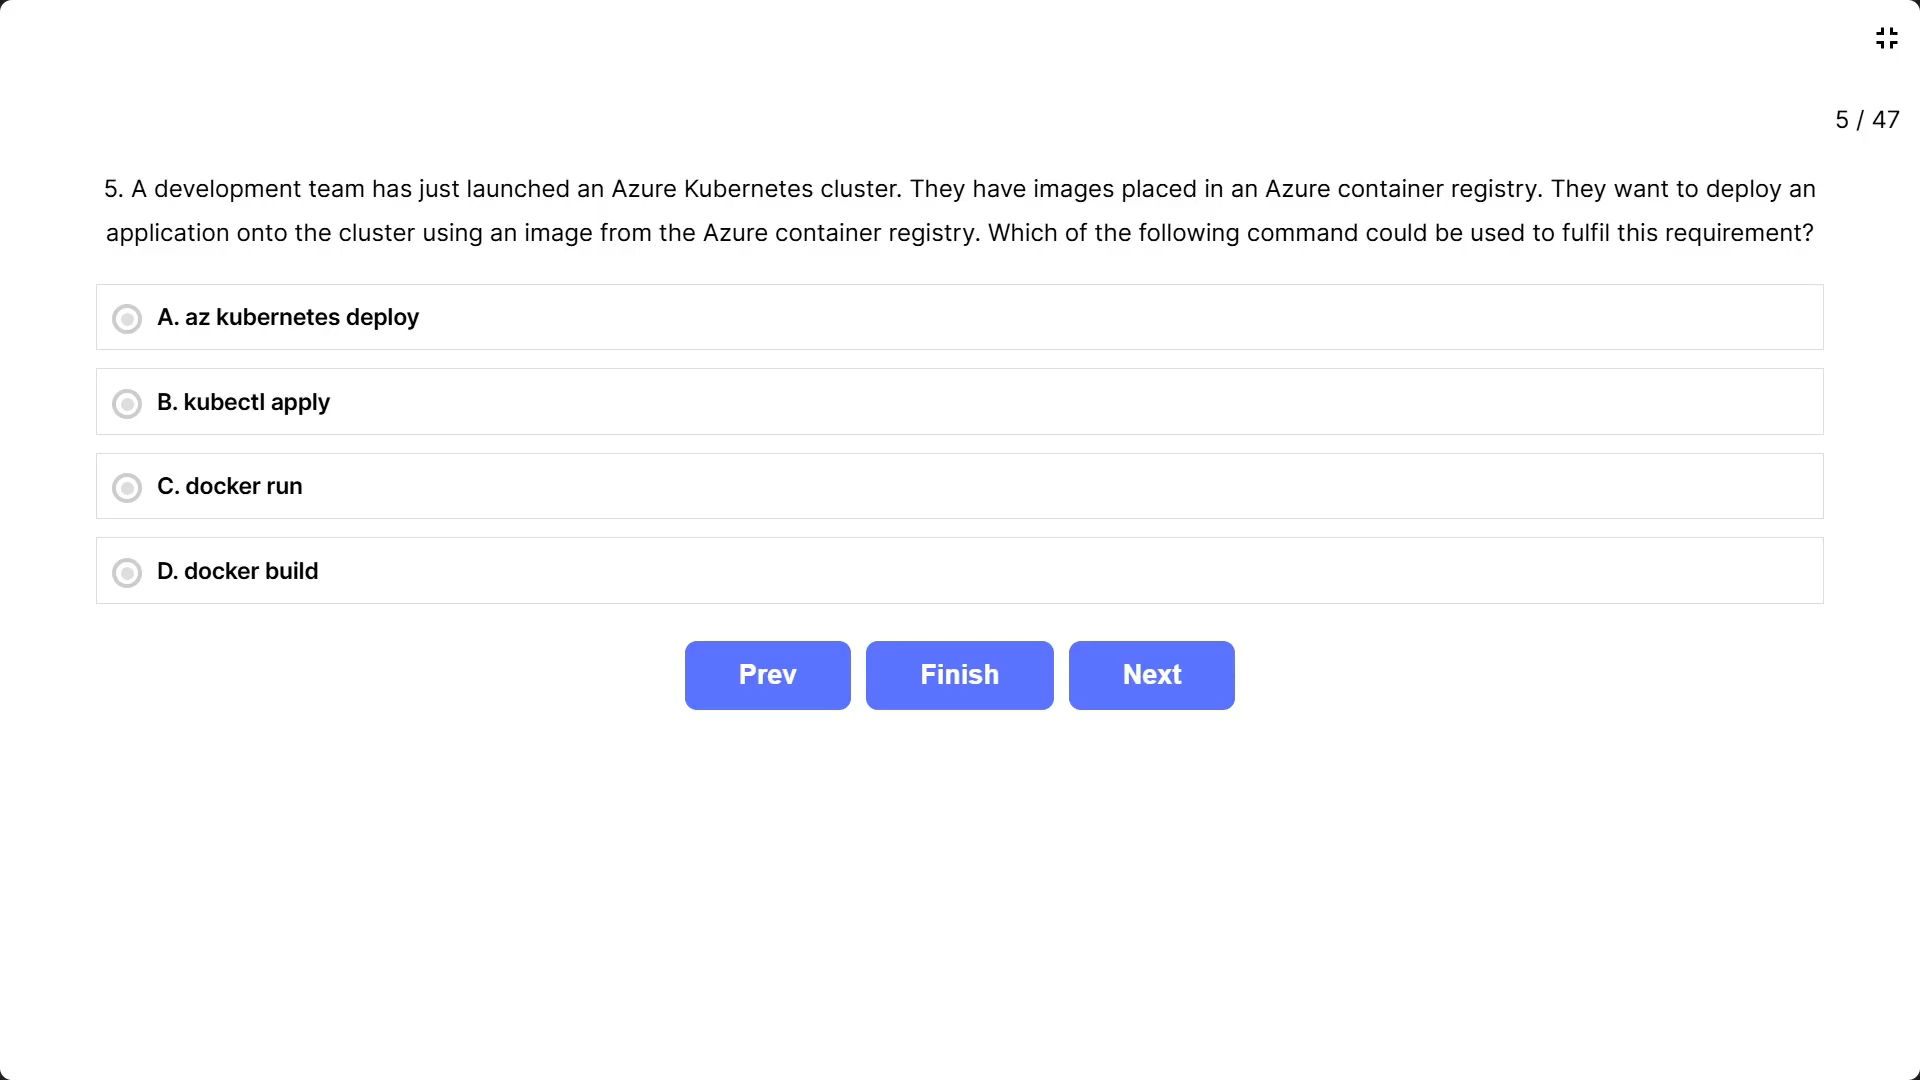 5 / 47
5. A development team has just launched an Azure Kubernetes cluster. They have images placed in an Azure container registry. They want to deploy an
application onto the cluster using an image from the Azure container registry. Which of the following command could be used to fulfil this requirement?
A. az kubernetes deploy
B. kubectl apply
C. docker run
D. docker build
Prev Finish Next